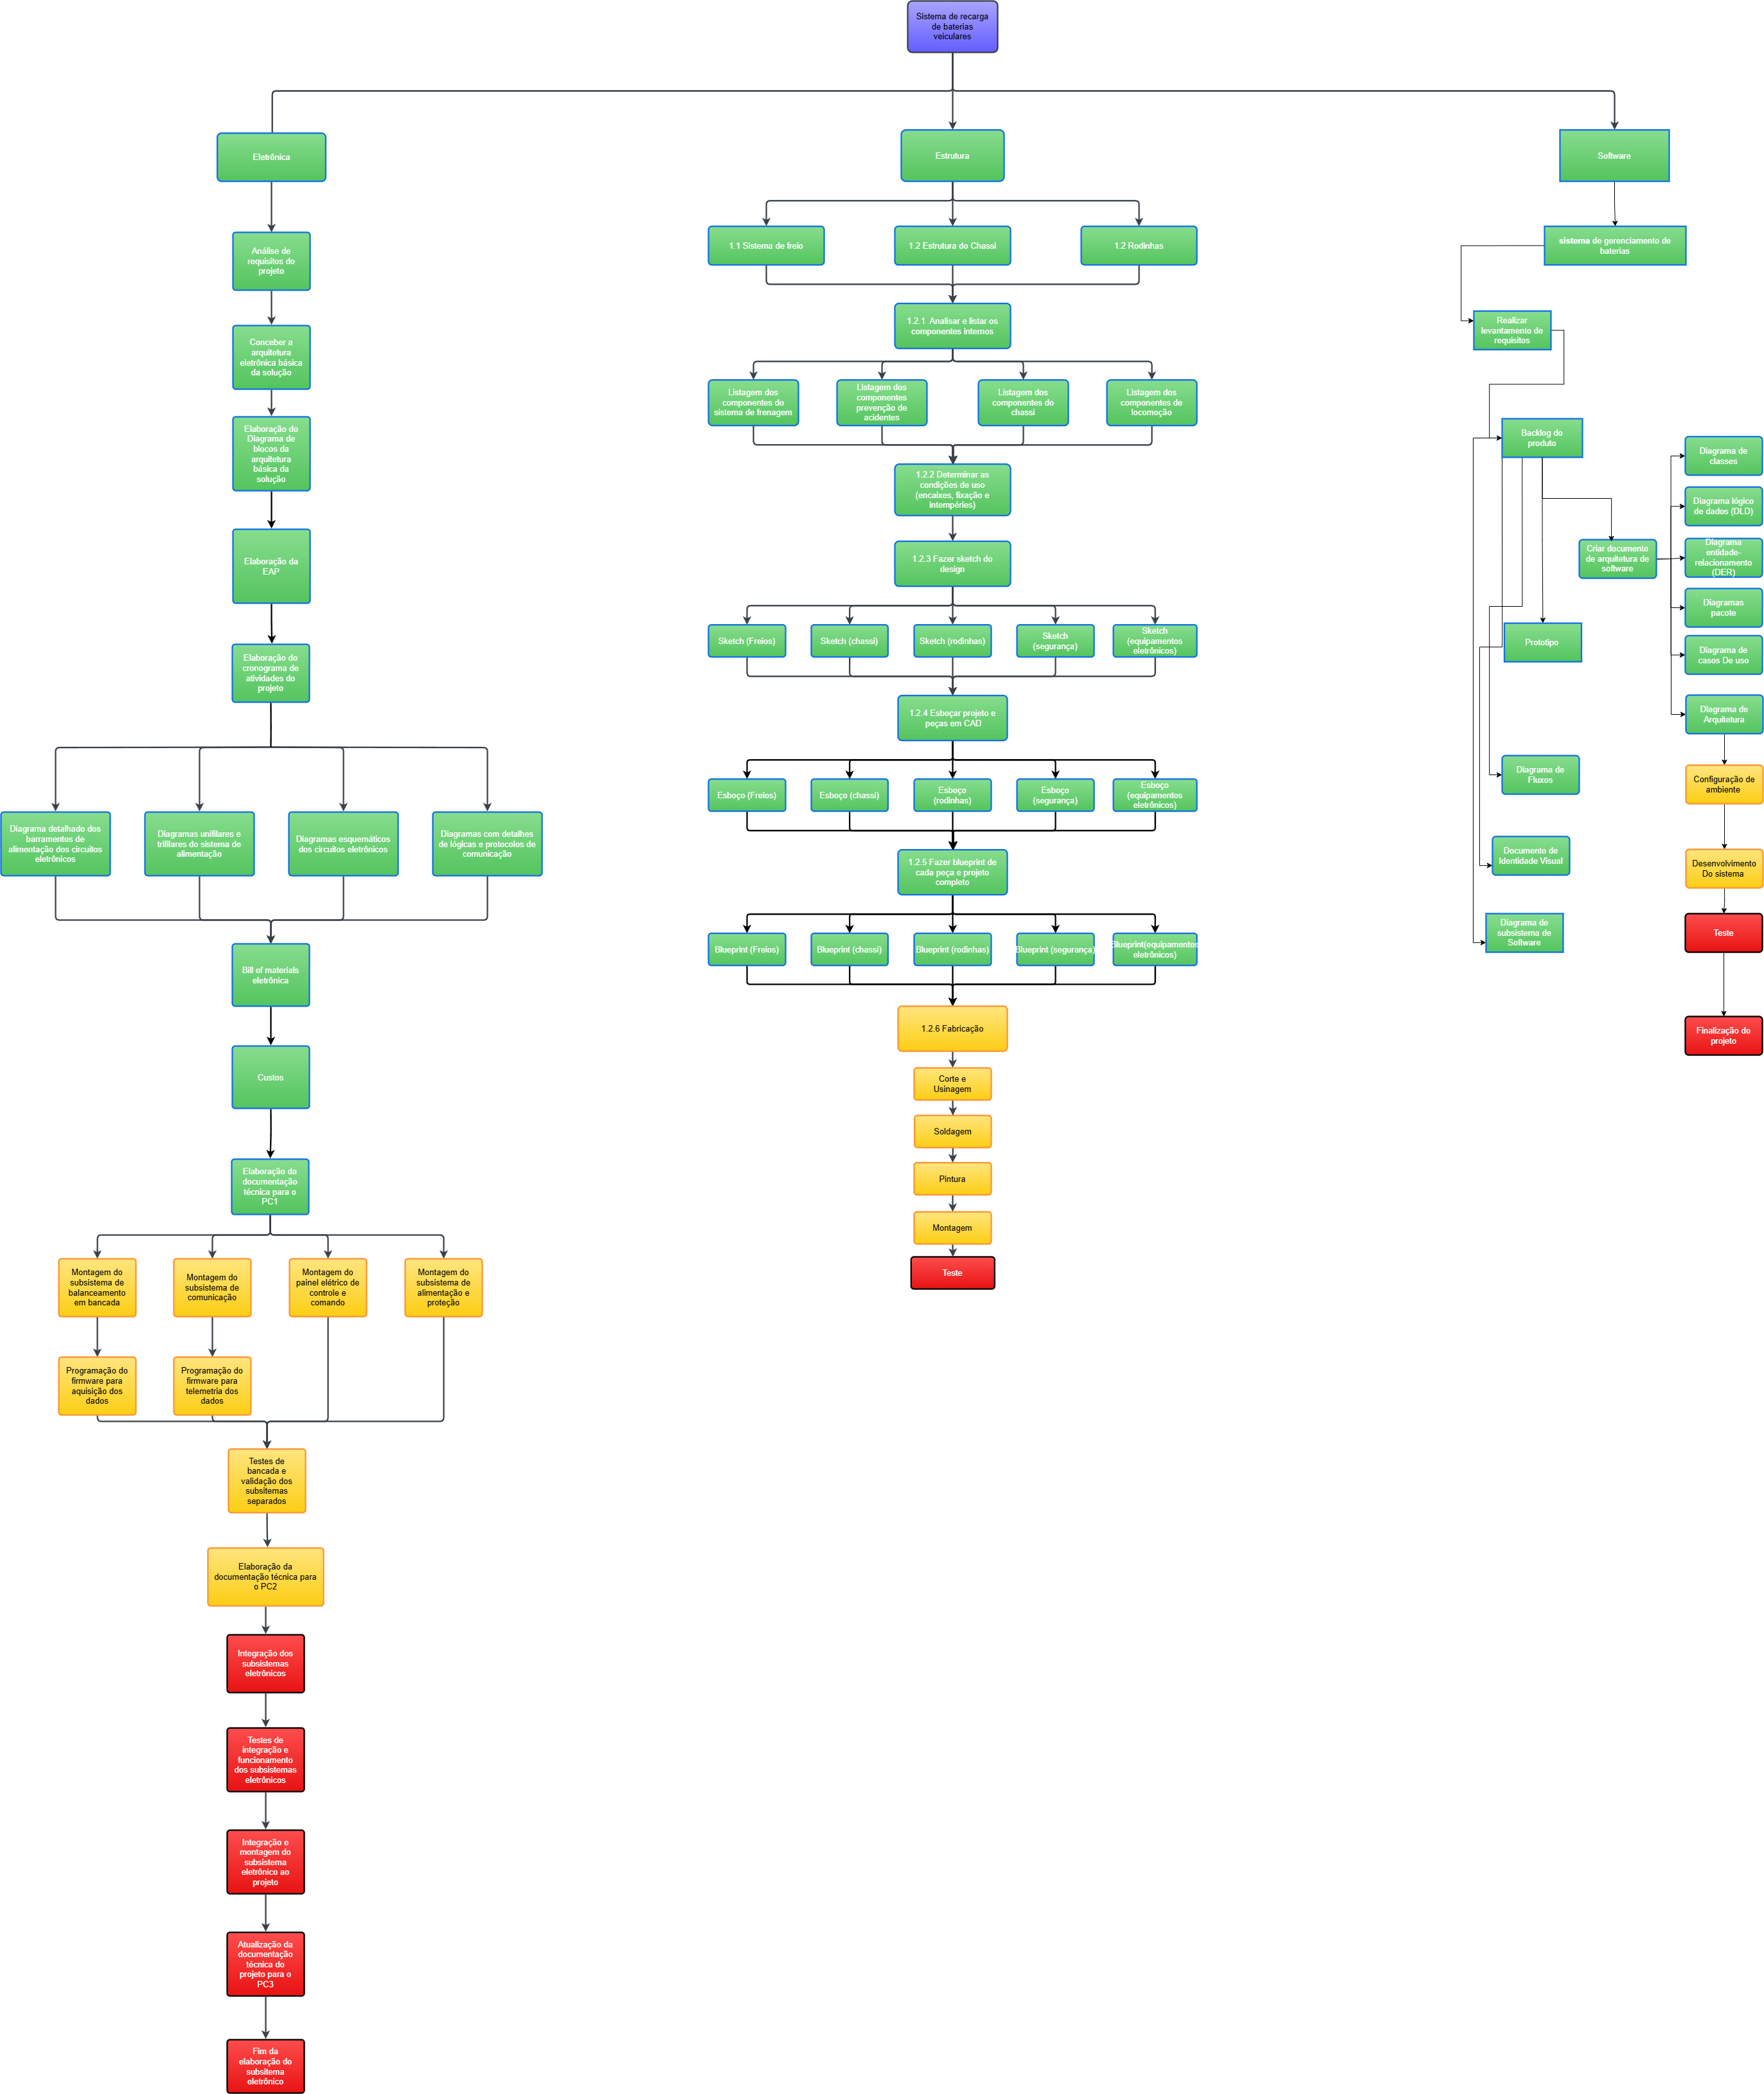 Sistema de recarga
de baterias
veiculares
Eletrônica
Análise de
requisitos do
projeto
Conceber a
arquitetura
eletrônica básica
da solução
Elaboração do
Diagrama de
blocos da
arquitetura
básica da
solução
Elaboração da
EAP
Elaboração do
cronograma de
atividades do
projeto
Diagrama detalhado dos
barramentos de
alimentação dos circuitos
eletrônicos
Diagramas unifilares e
trifilares do sistema de
alimentação
Diagramas esquemáticos
dos circuitos eletrônicos
Diagramas com detalhes
de lógicas e protocolos de
comunicação
Bill of materials
eletrônica
Custos
Elaboração da
documentação
técnica para o
PC1
Montagem do
subsistema de
balanceamento
em bancada
Montagem do
subsistema de
comunicação
Montagem do
painel elétrico de
controle e
comando
Montagem do
subsistema de
alimentação e
proteção
Programação do
firmware para
aquisição dos
dados
Programação do
firmware para
telemetria dos
dados
Testes de
bancada e
validação dos
subsitemas
separados
Elaboração da
documentação técnica para
o PC2
Integração dos
subsistemas
eletrônicos
Testes de
integração e
funcionamento
dos subsistemas
eletrônicos
Integração e
montagem do
subsistema
eletrônico ao
projeto
Atualização da
documentação
técnica do
projeto para o
PC3
Fim da
elaboração do
subsitema
eletrônico
Estrutura
1.1 Sistema de freio
1.2 Estrutura do Chassi
1.2 Rodinhas
1.2.1 Analisar e listar os
componentes internos
Listagem dos
componentes do
sistema de frenagem
Listagem dos
componentes
prevenção de
acidentes
Listagem dos
componentes do
chassi
Listagem dos
componentes de
locomoção
1.2.2 Determinar as
condições de uso
(encaixes, fixação e
intempéries)
1.2.3 Fazer sketch do
design
Sketch (Freios)
Sketch (chassi)
Sketch (rodinhas)
Sketch
(segurança)
Sketch
(equipamentos
eletrônicos)
1.2.4 Esboçar projeto e
peças em CAD
Esboço (Freios)
Esboço (chassi)
Esboço
(rodinhas)
Esboço
(segurança)
Esboço
(equipamentos
eletrônicos)
1.2.5 Fazer blueprint de
cada peça e projeto
completo
Blueprint (Freios)
Blueprint (chassi)
Blueprint (rodinhas)
Blueprint (segurança)
Blueprint(equipamentos
eletrônicos)
1.2.6 Fabricação
Corte e
Usinagem
Soldagem
Pintura
Montagem
Teste
Software
sistema de gerenciamento de
baterias
Realizar
levantamento de
requisitos
Backlog do
produto
Criar documento
de arquitetura de
software
Prototipo
Diagrama de
Fluxos
Documento de
Identidade Visual
Diagrama de
subsistema de
Software
Diagrama de
classes
Diagrama lógico
de dados (DLD)
Diagrama
entidade-
relacionamento
(DER)
Diagramas
pacote
Diagrama de
casos De uso
Diagrama de
Arquitetura
Configuração de
ambiente
Desenvolvimento
Do sistema
Teste
Finalização do
projeto